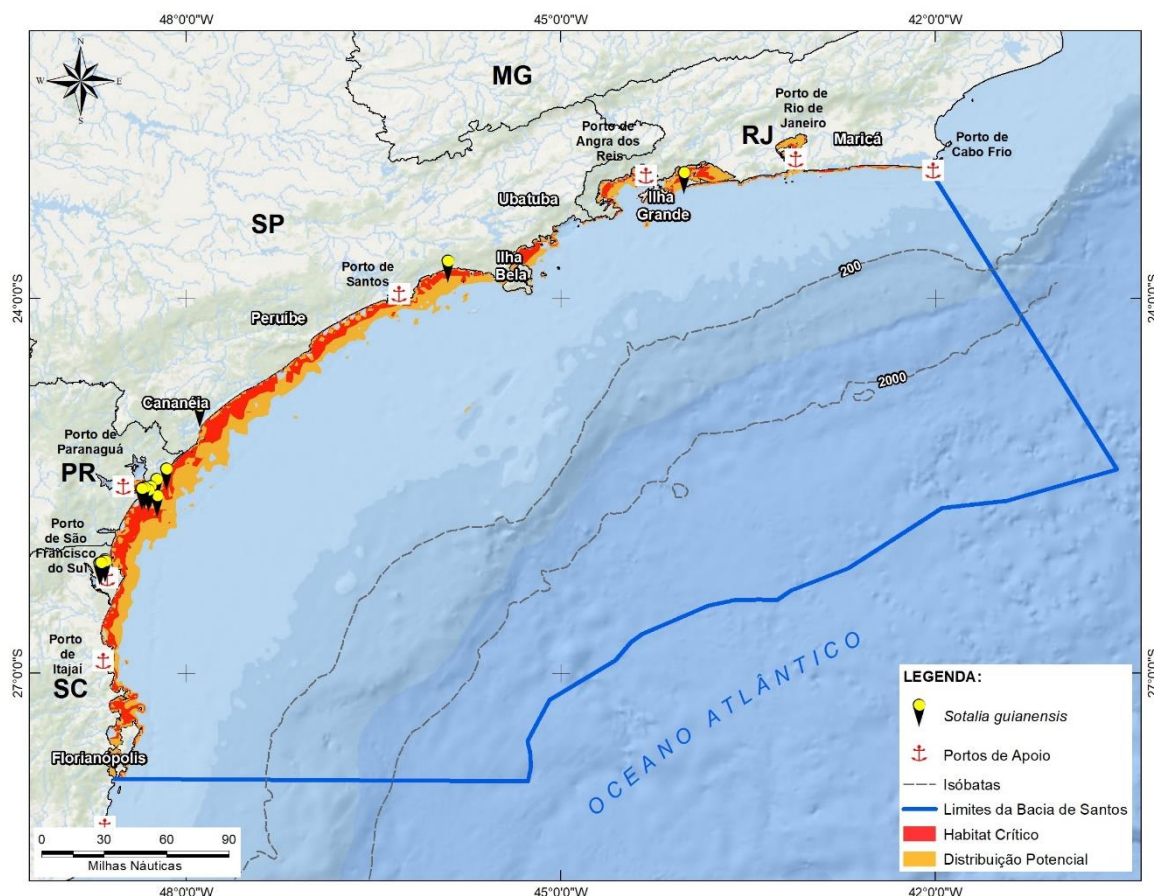 48°0'0"W
45°0'0"W
42°0'0"W
N
W
E
S
MG
Porto de
Rio de
Janeiro
Porto de
Angra dos
Reis
RJ
Maricá
Porto de
Cabo Frio
Ubatuba
Ilha
Grande
SP
Ilha
Bela
Porto de
Santos
200
24°0'0"S
24°0'0"S
Peruíbe
2000
Cananéia
Porto de
Paranaguá
PR
Porto
de São
Francisco
do Sul
Porto
de
Itajaí
SC
27°0'0"S
27°0'0"S
OCEANO ATLÂNTICO
Florianópolis
LEGENDA:
Sotalia guianensis
Portos de Apoio
Isóbatas
Limites da Bacia de Santos
Habitat Crítico
Distribuição Potencial
0 30 60 90
Milhas Náuticas
48°0'0"W
45°0'0"W
42°0'0"W